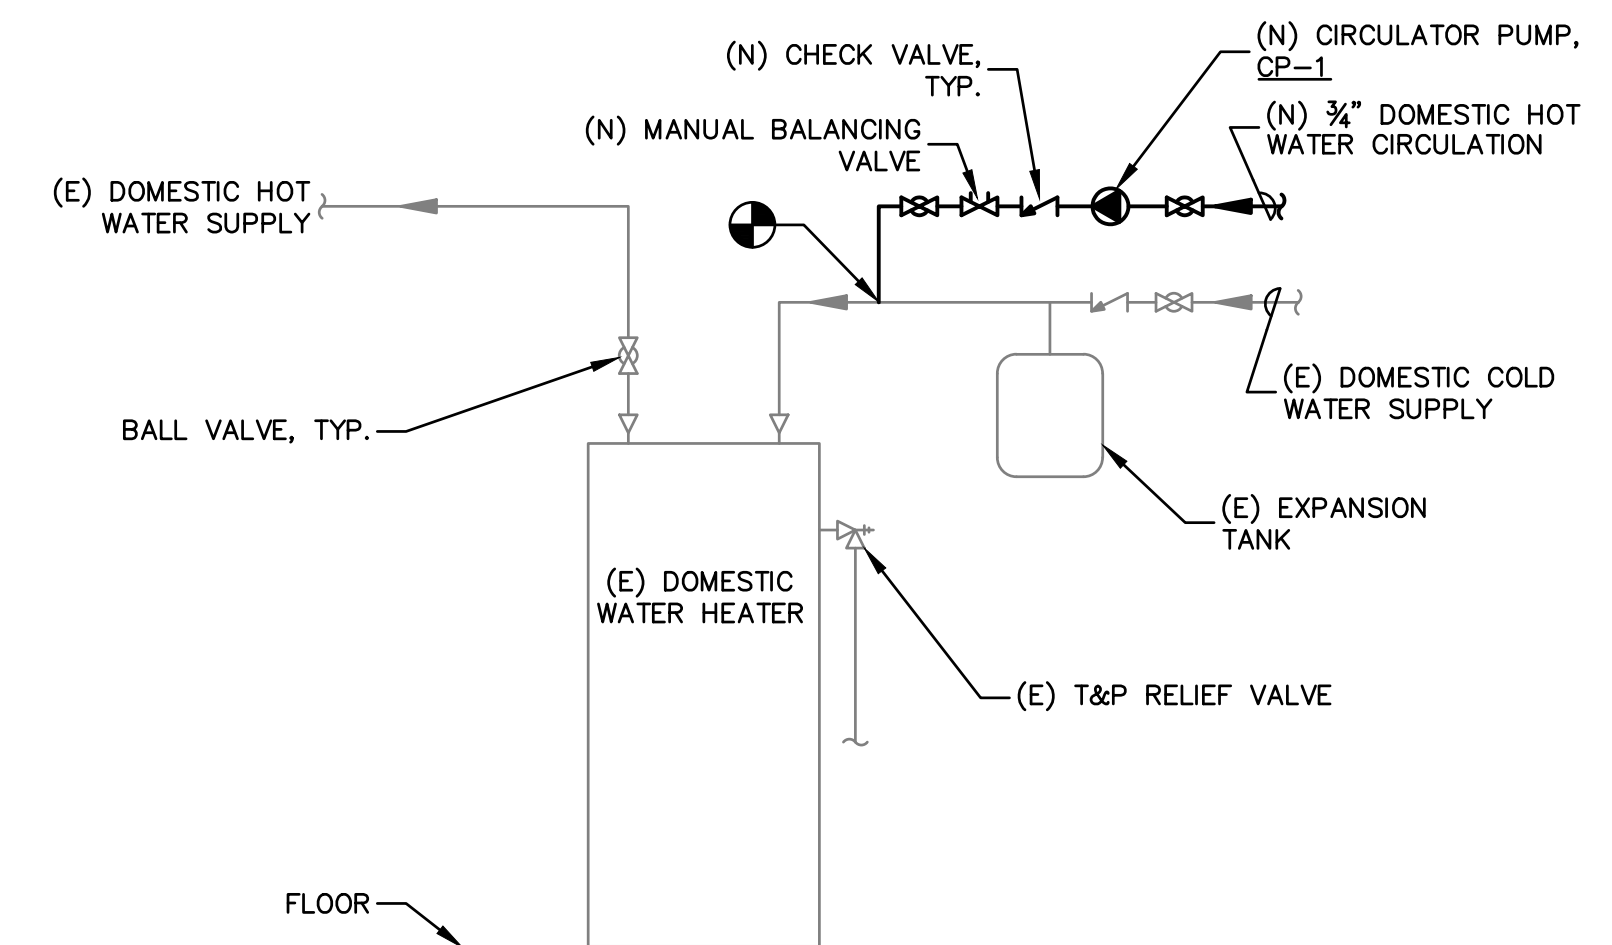 (N) CIRCULATOR PUMP,
CP-1
(N) CHECK VALVE,
TYP.
(N) ¾" DOMESTIC HOT
WATER CIRCULATION
(N) MANUAL BALANCING
VALVE
(E) DOMESTIC HOT
WATER SUPPLY
(E) DOMESTIC COLD
WATER SUPPLY
BALL VALVE, TYP.
(E) EXPANSION
TANK
(E) DOMESTIC
WATER HEATER
(E) T&P RELIEF VALVE
FLOOR